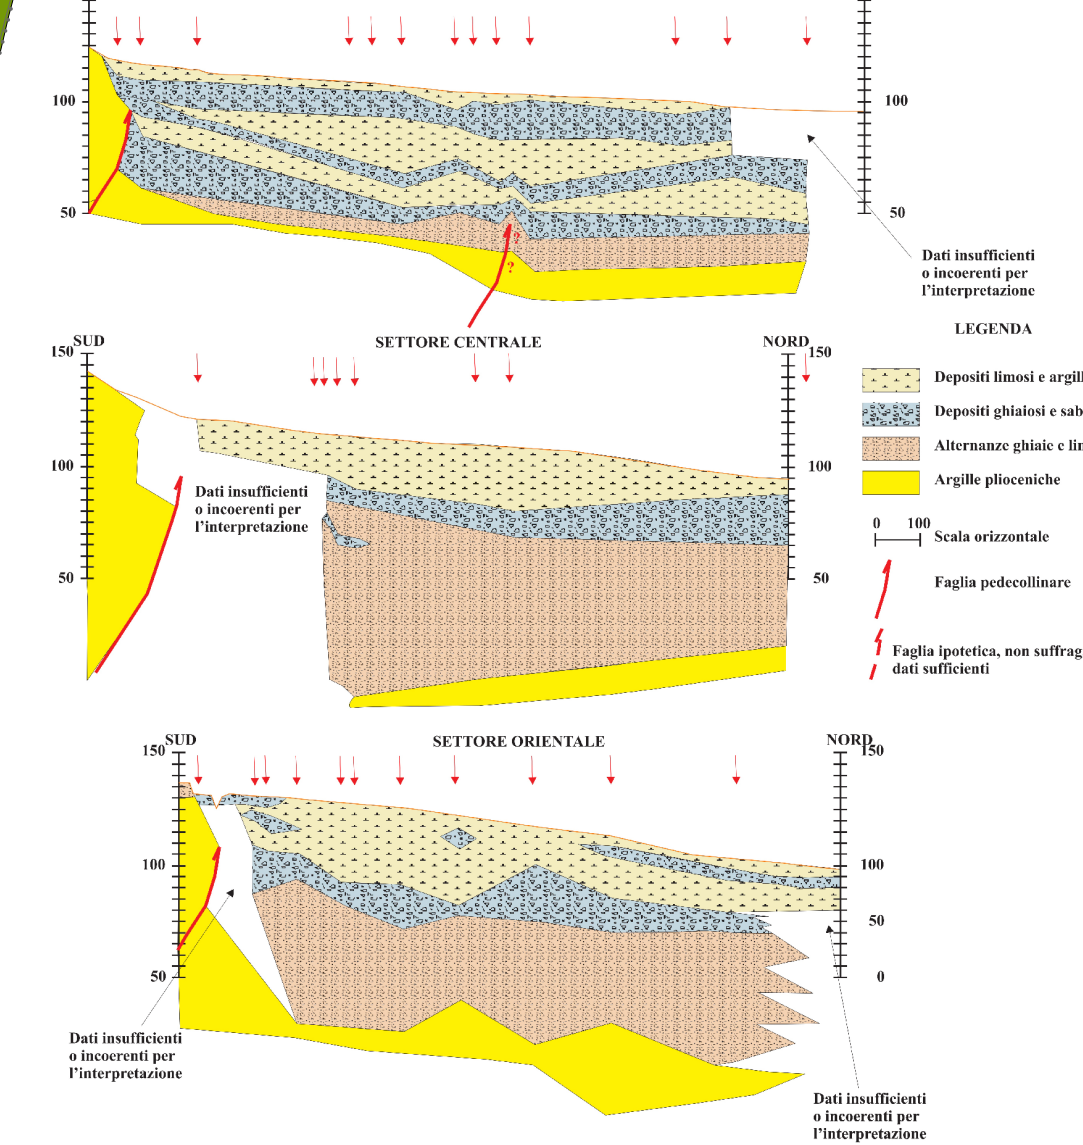 100
100
50
50
Dati insufficienti
o incoerenti per
l'interpretazione
SUD
150
SETTORE CENTRALE
NORD
150
LEGENDA
Depositi limosi e argill
Depositi ghiaiosi e sab
Alternanze ghiaie e lim
Argille plioceniche
0 100
Scala orizzontale
Faglia pedecollinare
Faglia ipotetica, non suffrag
dati sufficienti
100
100
Dati insufficienti
o incoerenti per
l'interpretazione
50
50
? ?
SUD
150
SETTORE ORIENTALE
NORD
150 50
100
100
50
50
0
Dati insufficienti
o incoerenti per
l'interpretazione
Dati insufficienti
o incoerenti per
l'interpretazione